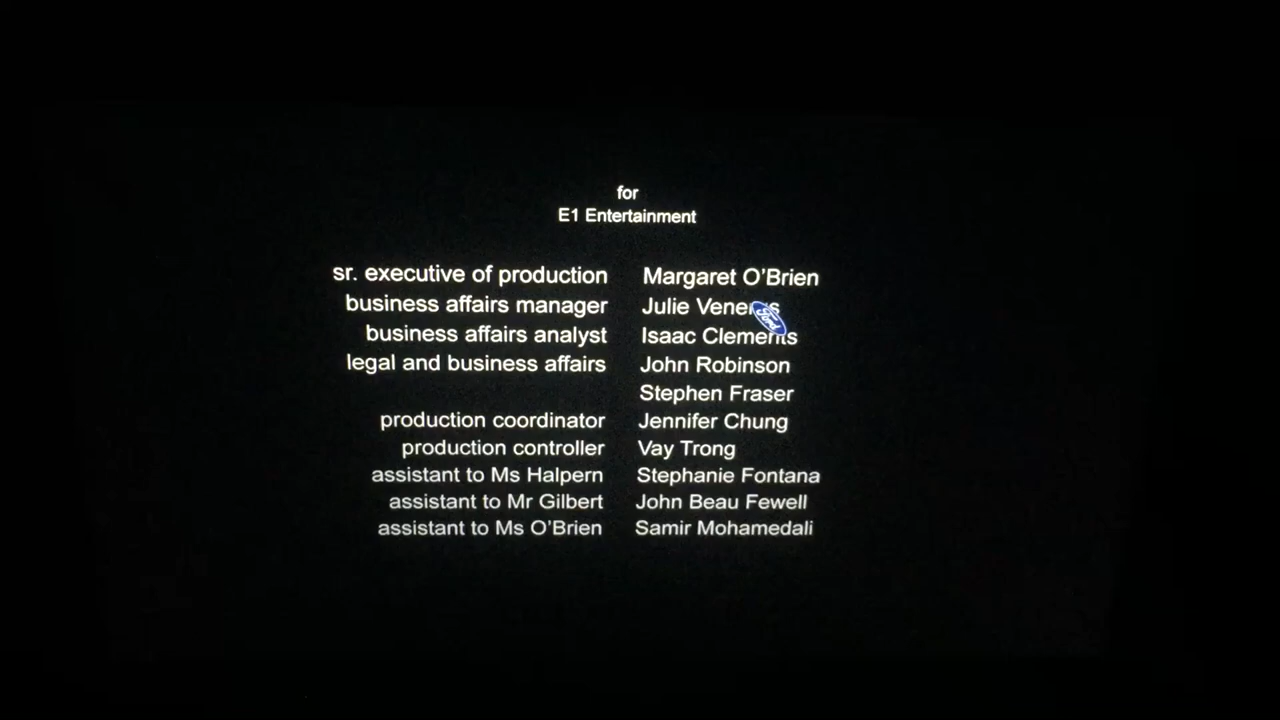 for
E1 Entertainment
sr. executive of production Margaret O'Brien
business affairs manager Julie
business affairs analyst Isaac Clements
legal and business affairs John Robinson
Stephen Fraser
production coordinator Jennifer Chung
production controller Vay Trong
assistant to Ms Halpern Stephanie Fontana
assistant to Mr Gilbert John Beau Fewell
assistant to Ms O'Brien Samir Mohamedali
Ford